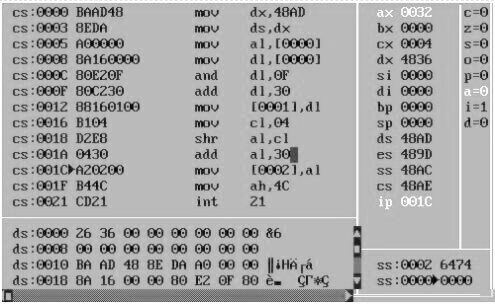 cs:0000 BAAD48 mov dx,48AD
cs:0003 8EDA mov ds,dx
cs:0005 A00000 mov al,[0000]
cs:0008 8A160000 mov dl,[0000]
cs:000C 80E20F and dl,0F
cs:000F 80C230 add dl,30
cs:0012 88160100 mov [0001],dl
cs:0016 B104 mov cl,04
cs:0018 D2E8 shr al,cl
cs:001A 0430 add al,30
cs:001C►A20200 mov [0002],al
cs:001F B44C mov ah,4C
cs:0021 CD21 int 21
ax 0032 c=0
bx 0000 z=0
cx 0004 s=0
dx 4836 o=0
si 0000 p=0
di 0000 a=0
bp 0000 i=1
sp 0000 d=0
ds 48AD
es 489D
ss 48AC
cs 48AE
ip 001C
ds:0000 26 36 00 00 00 00 00 00 &6
ds:0008 00 00 00 00 00 00 00 00
ds:0010 BA AD 48 8E DA A0 00 00 ║¡HÄ┌á
ds:0018 8A 16 00 00 80 E2 0F 80 è▬ ÇΓ☼Ç
ss:0002 6474
ss:0000►0000